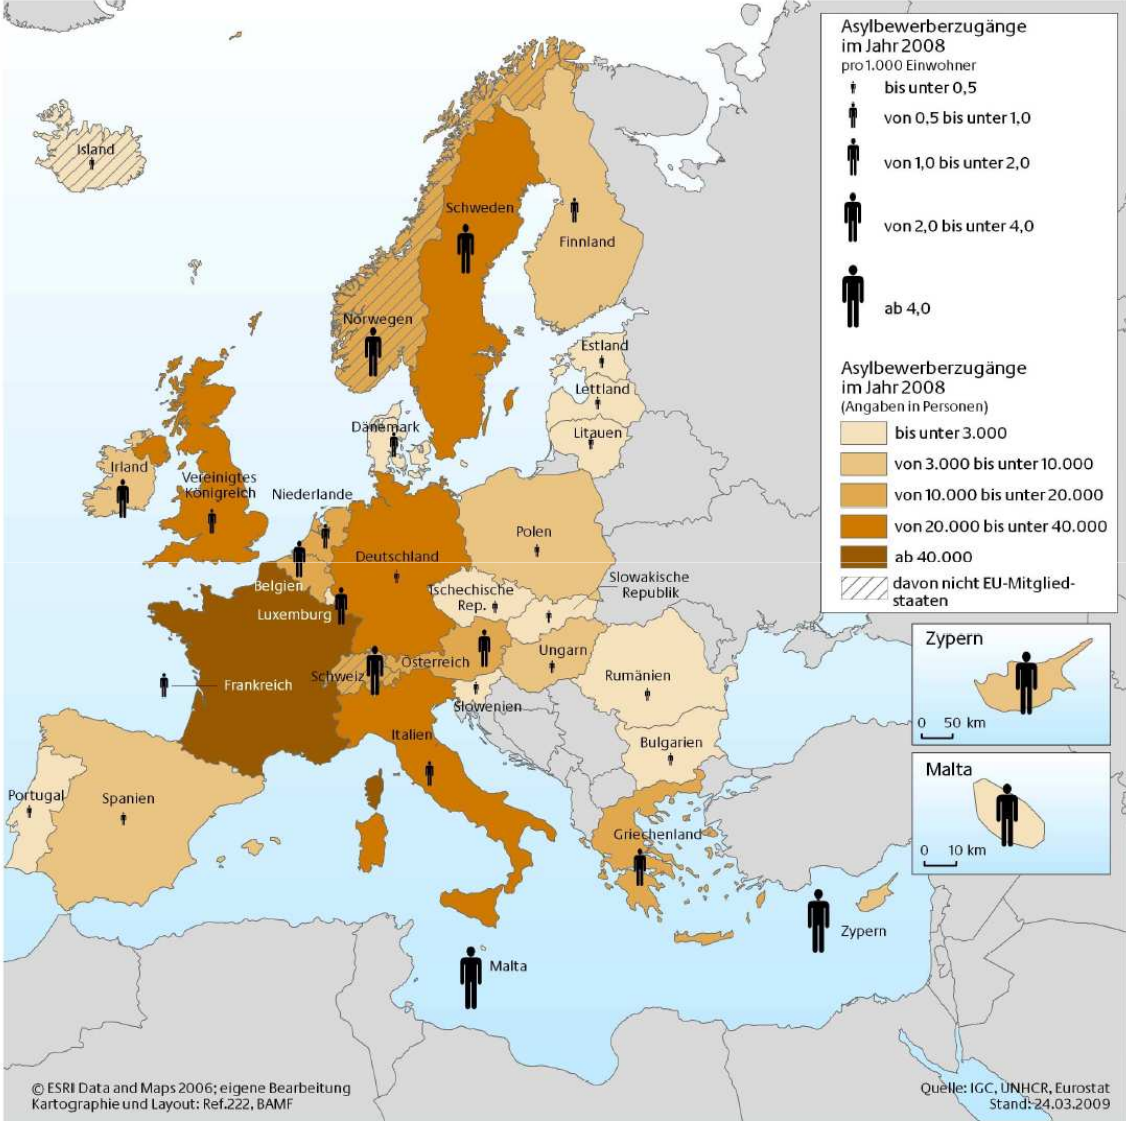 Asylbewerberzugänge
im Jahr 2008
pro 1.000 Einwohner
bis unter 0,5
von 0,5 bis unter 1,0
von 1,0 bis unter 2,0
von 2,0 bis unter 4,0
ab 4,0
Asylbewerberzugänge
im Jahr 2008
(Angaben in Personen)
bis unter 3.000
von 3.000 bis unter 10.000
von 10.000 bis unter 20.000
von 20.000 bis unter 40.000
ab 40.000
davon nicht EU-Mitglied-
staaten
Island
Schweden
Finnland
Norwegen
Estland
Lettland
Dänemark
Litauen
Irland
Vereinigtes
Königreich
Niederlande
Polen
Deutschland
Belgien
Slowakische
Republik
Tschechische
Rep.
Luxemburg
Ungarn
Österreich
Schweiz
Rumänien
Frankreich
Slowenien
Italien
Bulgarien
Portugal
Spanien
Griechenland
Zypern
Malta
Zypern
0 50 km
Malta
0 10 km
© ESRI Data and Maps 2006; eigene Bearbeitung
Kartographie und Layout: Ref.222, BAMF
Quelle: IGC, UNHCR, Eurostat
Stand: 24.03.2009